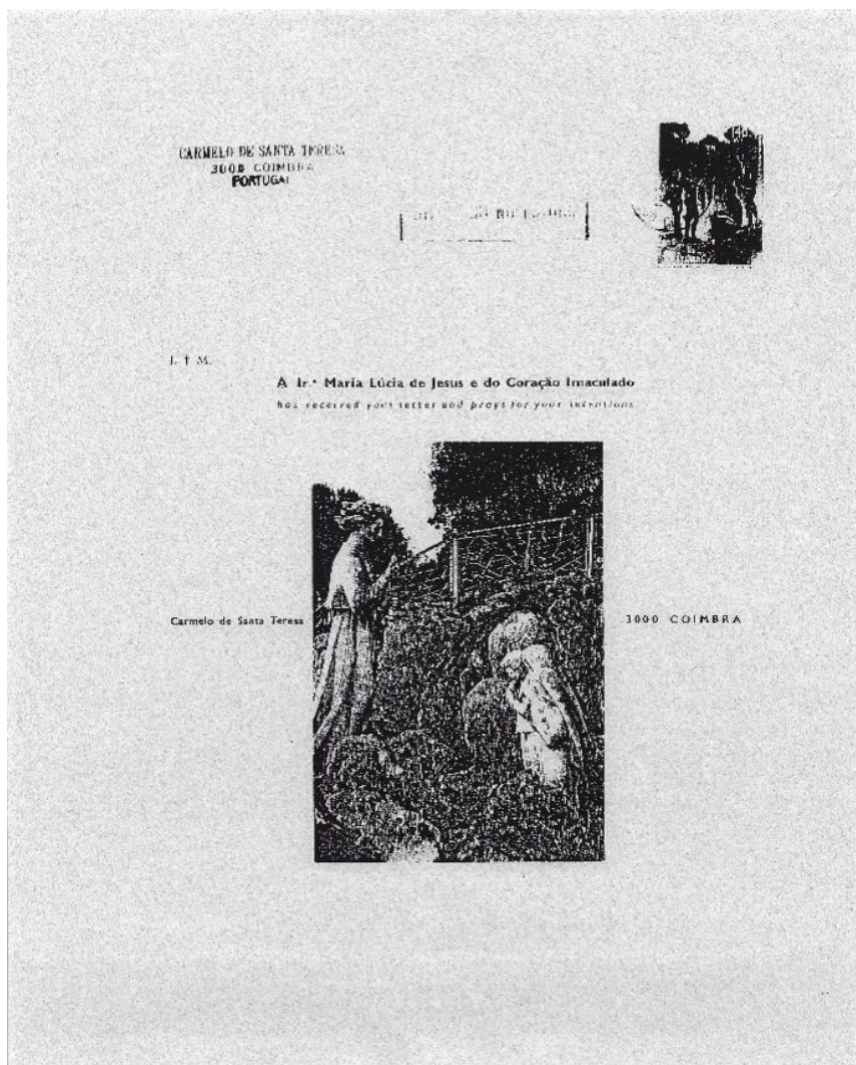 CARMELO DE SANTA TERESA
3000 COIMBRA
PORTUGAL
J. † M.
A Ir.ª Maria Lúcia de Jesus e do Coração Imaculado
has received your letter and prays for your intentions
Carmelo de Santa Teresa
3000 COIMBRA